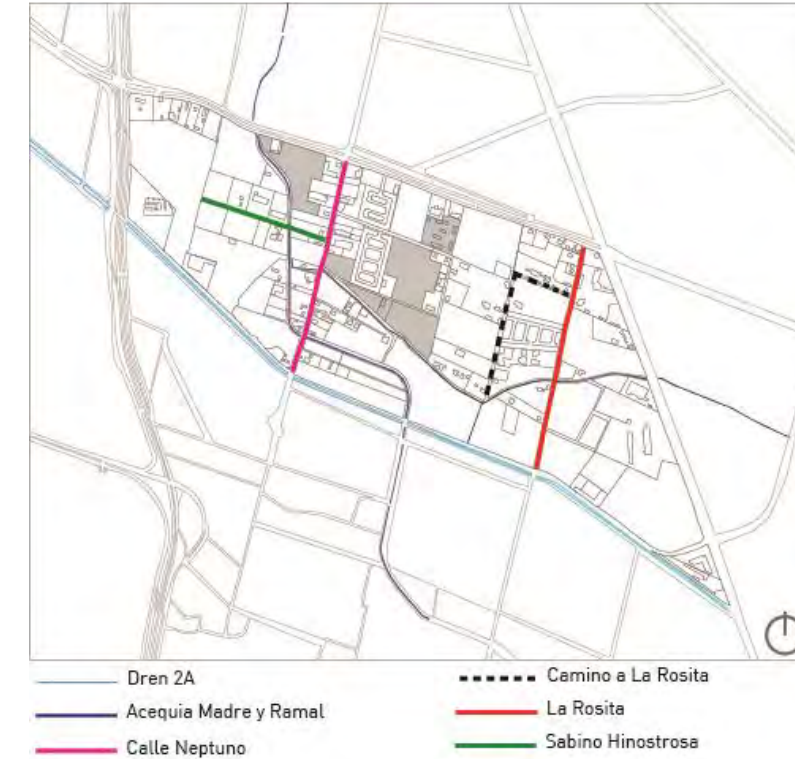 Dren 2A
Acequia Madre y Ramal
Calle Neptuno
Camino a La Rosita
La Rosita
Sabino Hinostrosa